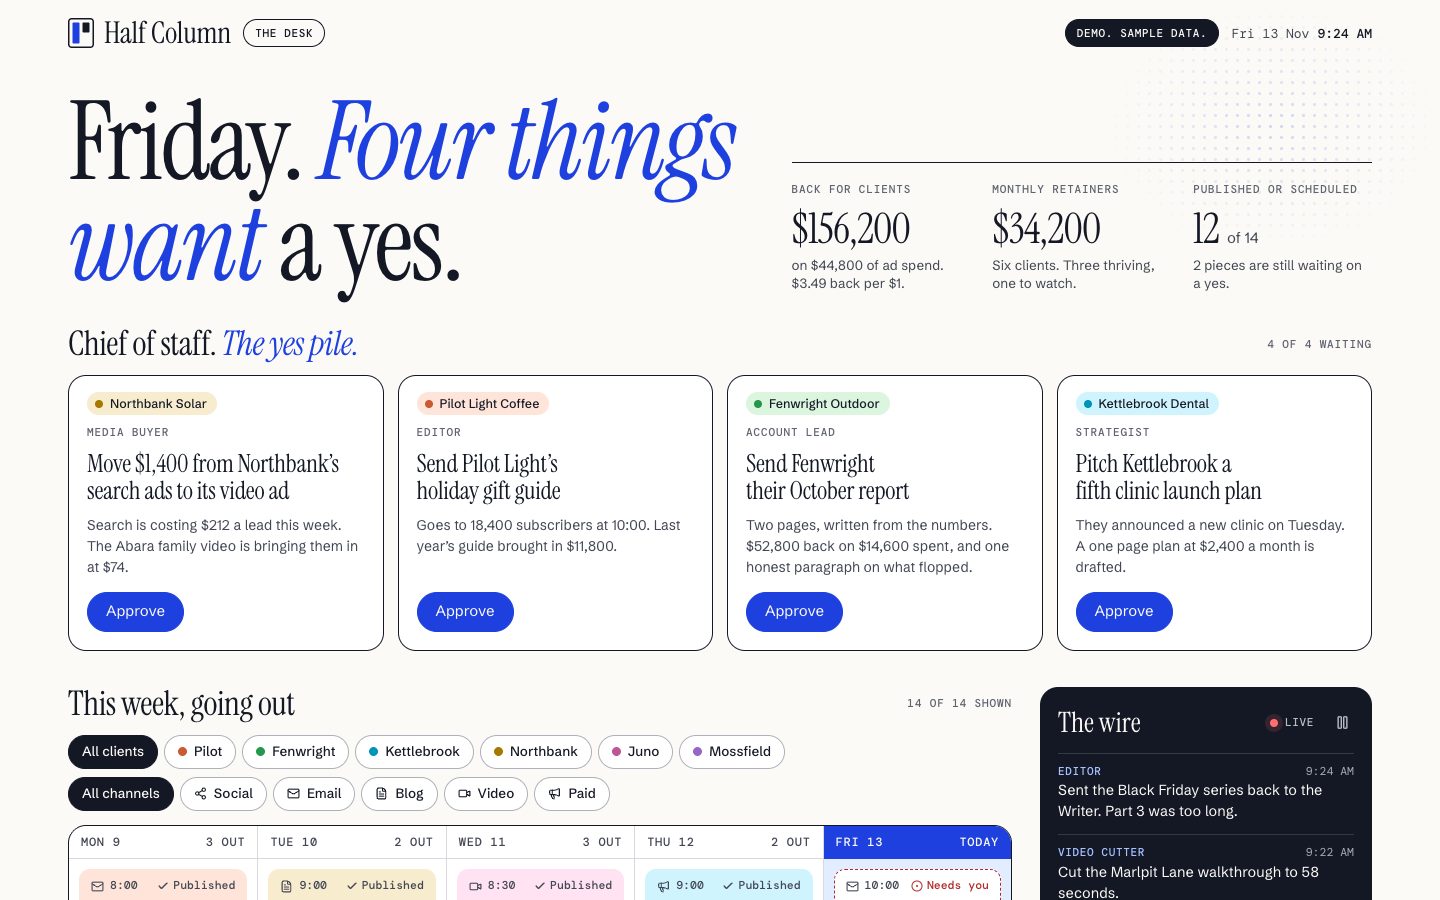 Half Column
THE DESK
DEMO. SAMPLE DATA.
Fri 13 Nov 9:24 AM
Friday. Four things
want a yes.
BACK FOR CLIENTS
$156,200
on $44,800 of ad spend.
$3.49 back per $1.
MONTHLY RETAINERS
$34,200
Six clients. Three thriving,
one to watch.
PUBLISHED OR SCHEDULED
12 of 14
2 pieces are still waiting on
a yes.
Chief of staff. The yes pile.
4 OF 4 WAITING
Northbank Solar
MEDIA BUYER
Move $1,400 from Northbank’s
search ads to its video ad
Search is costing $212 a lead this week.
The Abara family video is bringing them in
at $74.
Approve
Pilot Light Coffee
EDITOR
Send Pilot Light’s
holiday gift guide
Goes to 18,400 subscribers at 10:00. Last
year’s guide brought in $11,800.
Approve
Fenwright Outdoor
ACCOUNT LEAD
Send Fenwright
their October report
Two pages, written from the numbers.
$52,800 back on $14,600 spent, and one
honest paragraph on what flopped.
Approve
Kettlebrook Dental
STRATEGIST
Pitch Kettlebrook a
fifth clinic launch plan
They announced a new clinic on Tuesday.
A one page plan at $2,400 a month is
drafted.
Approve
This week, going out
14 OF 14 SHOWN
All clients Pilot Fenwright Kettlebrook Northbank Juno Mossfield
All channels Social Email Blog Video Paid
MON 9 3 OUT
TUE 10 2 OUT
WED 11 3 OUT
THU 12 2 OUT
FRI 13 TODAY
8:00 Published
9:00 Published
8:30 Published
9:00 Published
10:00 Needs you
The wire
LIVE
EDITOR 9:24 AM
Sent the Black Friday series back to the
Writer. Part 3 was too long.
VIDEO CUTTER 9:22 AM
Cut the Marlpit Lane walkthrough to 58
seconds.